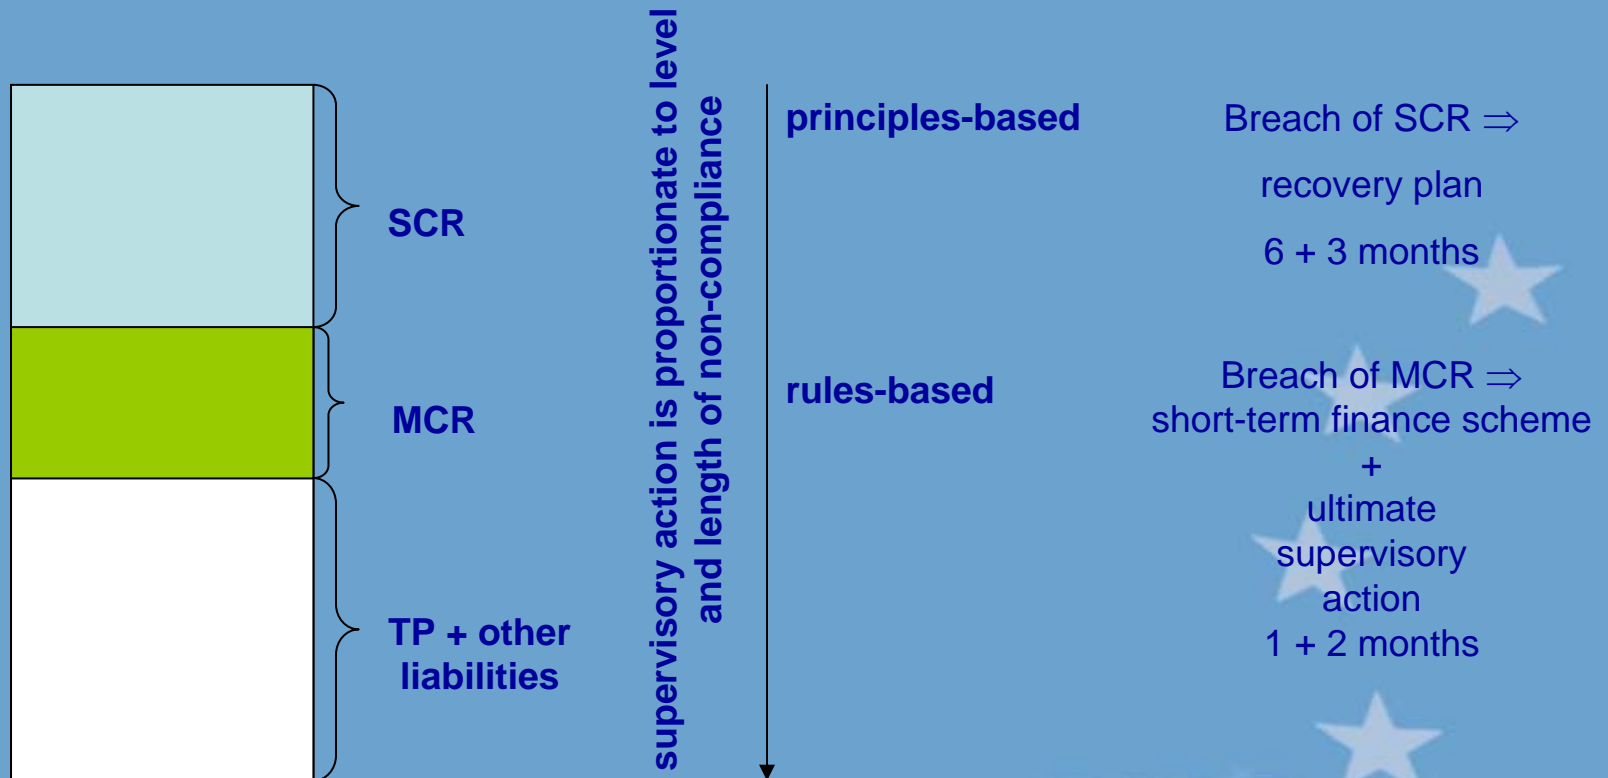 SCR
MCR
TP + other
liabilities
supervisory action is proportionate to level
and length of non-compliance
principles-based
rules-based
Breach of SCR ⇒
recovery plan
6 + 3 months
Breach of MCR ⇒
short-term finance scheme
+
ultimate
supervisory
action
1 + 2 months